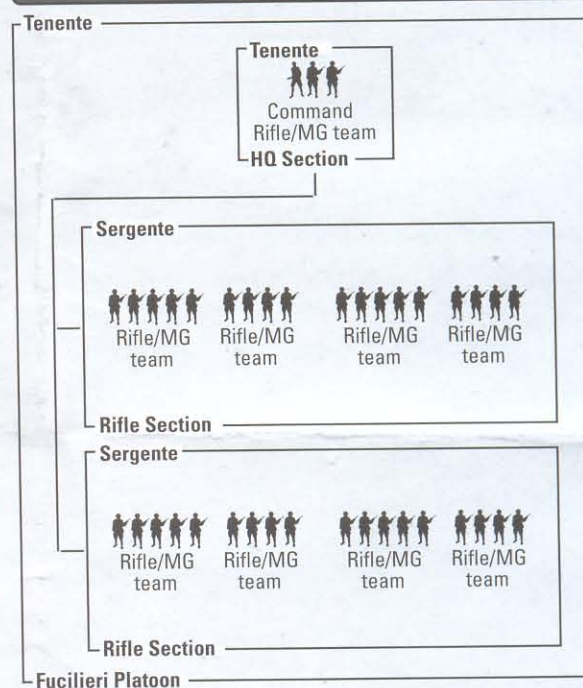 Tenente
Tenente
Command
Rifle/MG team
HQ Section
Sergente
Rifle/MG Rifle/MG Rifle/MG Rifle/MG
team team team team
Rifle Section
Sergente
Rifle/MG Rifle/MG Rifle/MG Rifle/MG
team team team team
Rifle Section
Fucilieri Platoon